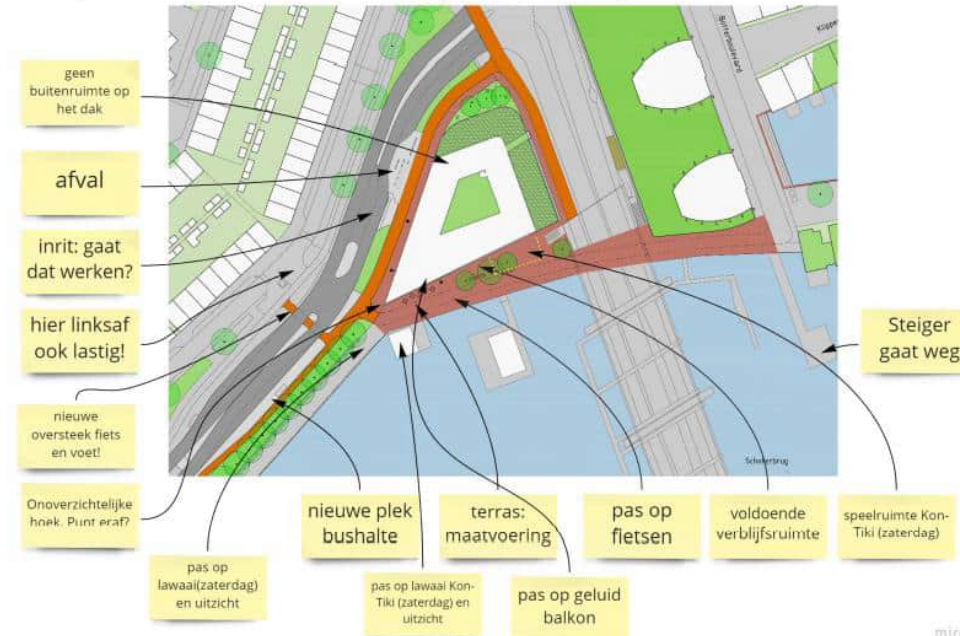 geen
buitenruimte op
het dak
afval
inrit: gaat
dat werken?
hier linksaf
ook lastig!
nieuwe
oversteek fiets
en voet!
Onoverzichtelijke
hoek. Punt eraf?
pas op
lawaai(zaterdag)
en uitzicht
nieuwe plek
bushalte
pas op lawaai Kon-
Tiki (zaterdag) en
uitzicht
terras:
maatvoering
pas op geluid
balkon
pas op
fietsen
voldoende
verblijfsruimte
speelruimte Kon-
Tiki (zaterdag)
Steiger
gaat weg
Schollenbrug